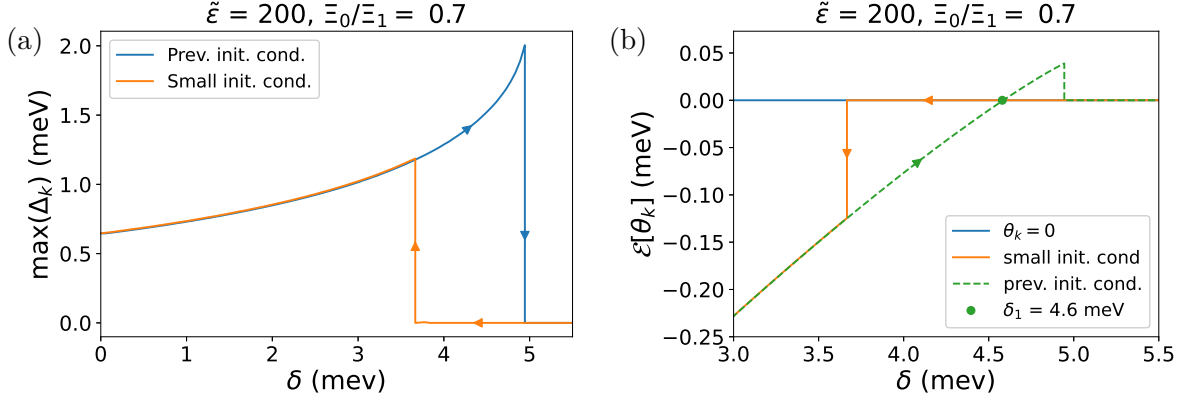 (a)
ε̃ = 200, Ξ₀/Ξ₁ = 0.7
max(Δₖ) (meV)
2.0
1.5
1.0
0.5
0.0
Prev. init. cond.
Small init. cond.
0 1 2 3 4 5
δ (mev)
(b)
ε̃ = 200, Ξ₀/Ξ₁ = 0.7
ℰ[θₖ] (meV)
0.05
0.00
−0.05
−0.10
−0.15
−0.20
−0.25
θₖ = 0
small init. cond
prev. init. cond.
δ₁ = 4.6 meV
3.0 3.5 4.0 4.5 5.0 5.5
δ (mev)